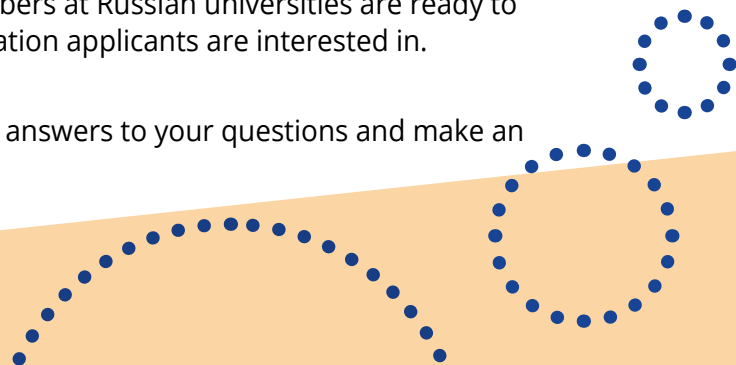 bers at Russian universities are ready to
ation applicants are interested in.
answers to your questions and make an